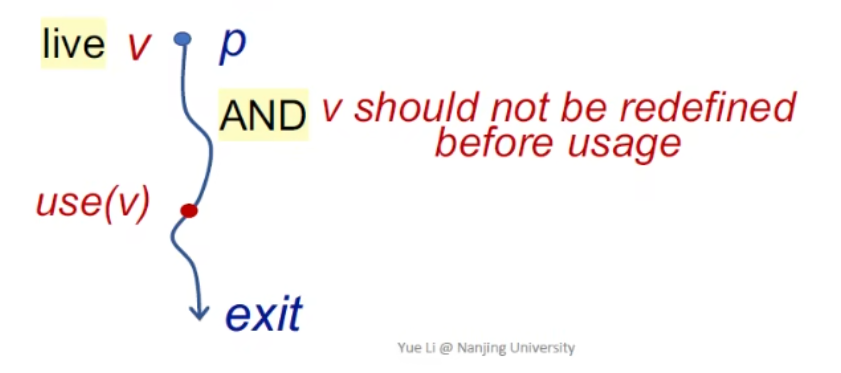 live v p
AND v should not be redefined
before usage
use(v)
exit
Yue Li @ Nanjing University